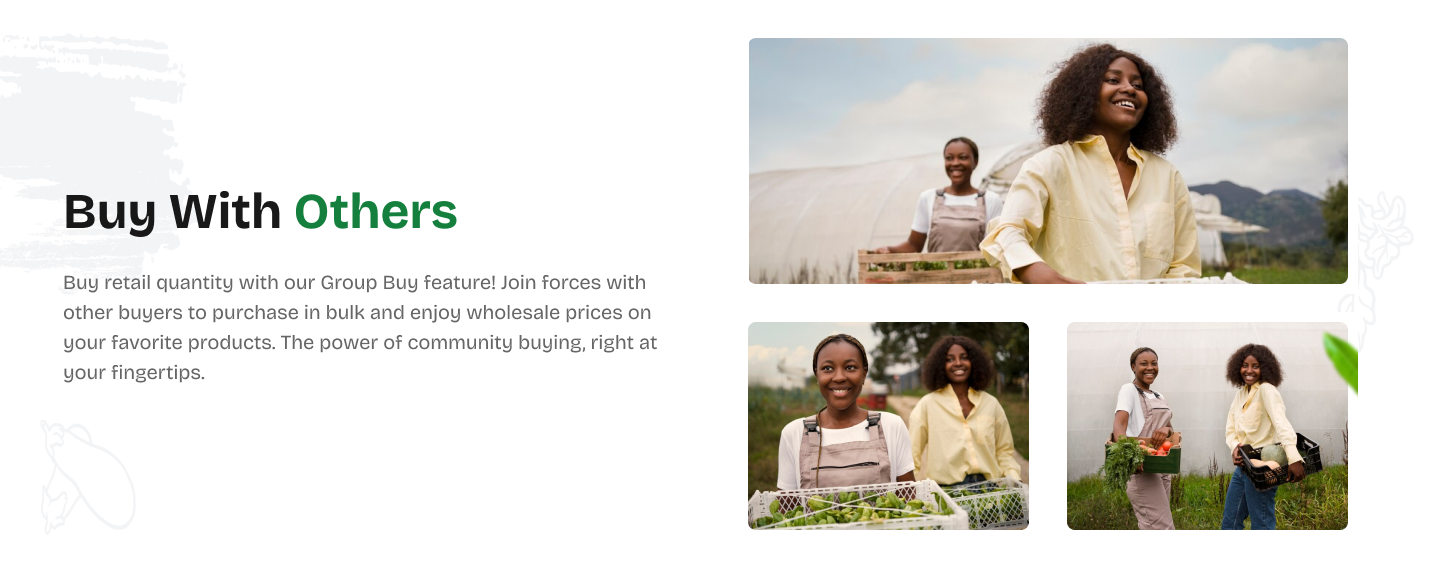 Buy With Others
Buy retail quantity with our Group Buy feature! Join forces with
other buyers to purchase in bulk and enjoy wholesale prices on
your favorite products. The power of community buying, right at
your fingertips.